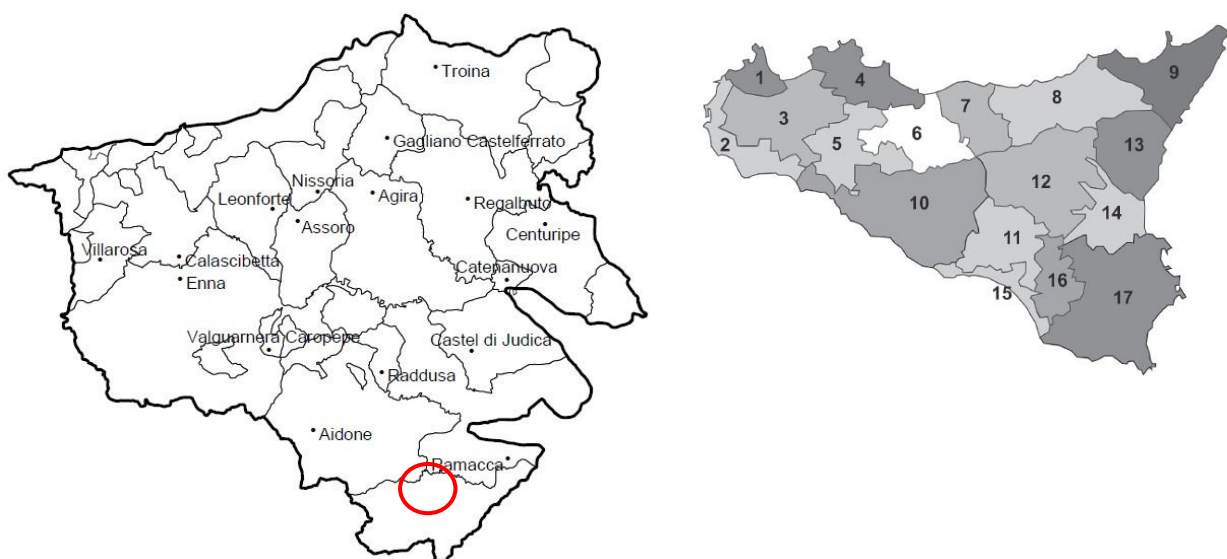 Troina
Gagliano Castelferrato
Nissoria
Leonforte
Agira
Regalbuto
Assoro
Centuripe
Villarosa
Calascibetta
Catenanuova
Enna
Valguarnera Caropepe
Castel di Judica
Raddusa
Aidone
Ramacca
1
4
9
7
8
3
6
2
5
13
12
10
14
11
16
15
17